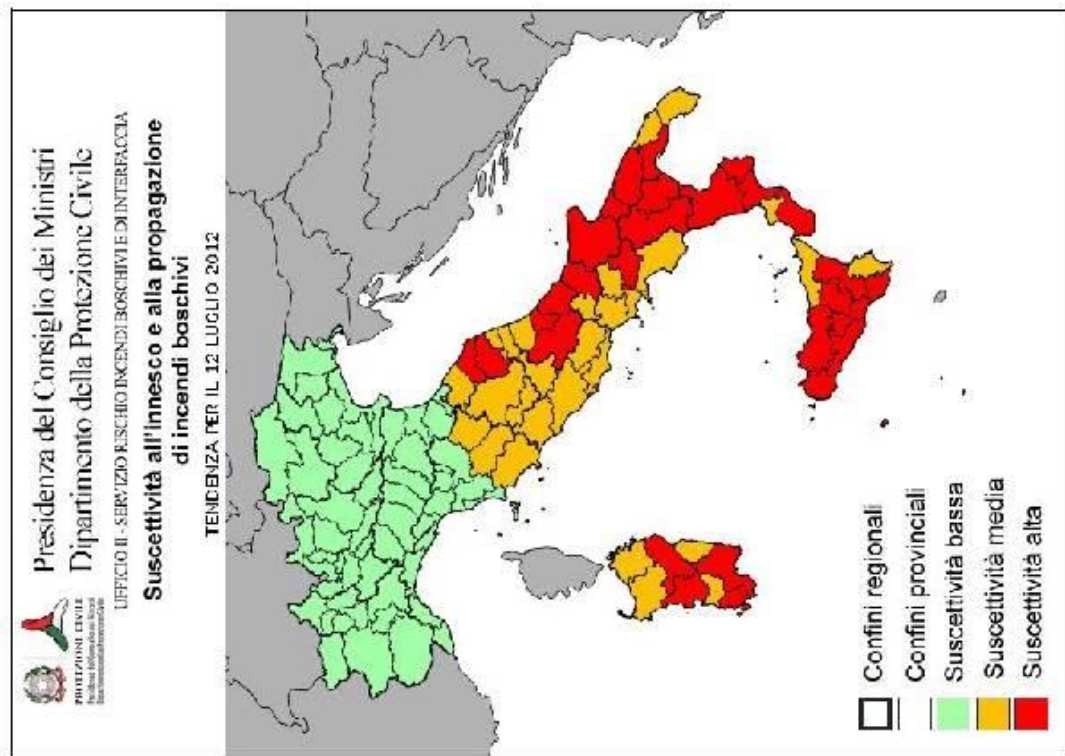 Presidenza del Consiglio dei Ministri
Dipartimento della Protezione Civile
PROTEZIONE CIVILE
UFFICIO II - SERVIZIO RISCHIO INCENDI BOSCHIVI E DI INTERFACCIA
Suscettività all'innesco e alla propagazione
di incendi boschivi
TENDENZA PER IL 12 LUGLIO 2012
Confini regionali
Confini provinciali
Suscettività bassa
Suscettività media
Suscettività alta